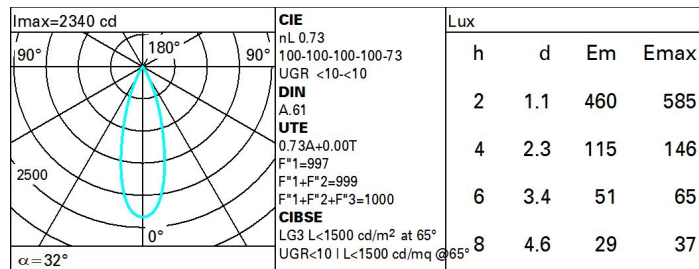 Imax=2340 cd
90° 180° 90°
2500
0°
α=32°
CIE
nL 0.73
100-100-100-100-73
UGR <10-<10
DIN
A.61
UTE
0.73A+0.00T
F"1=997
F"1+F"2=999
F"1+F"2+F"3=1000
CIBSE
LG3 L<1500 cd/m² at 65°
UGR<10 | L<1500 cd/mq @65°
Lux
h d Em Emax
2 1.1 460 585
4 2.3 115 146
6 3.4 51 65
8 4.6 29 37